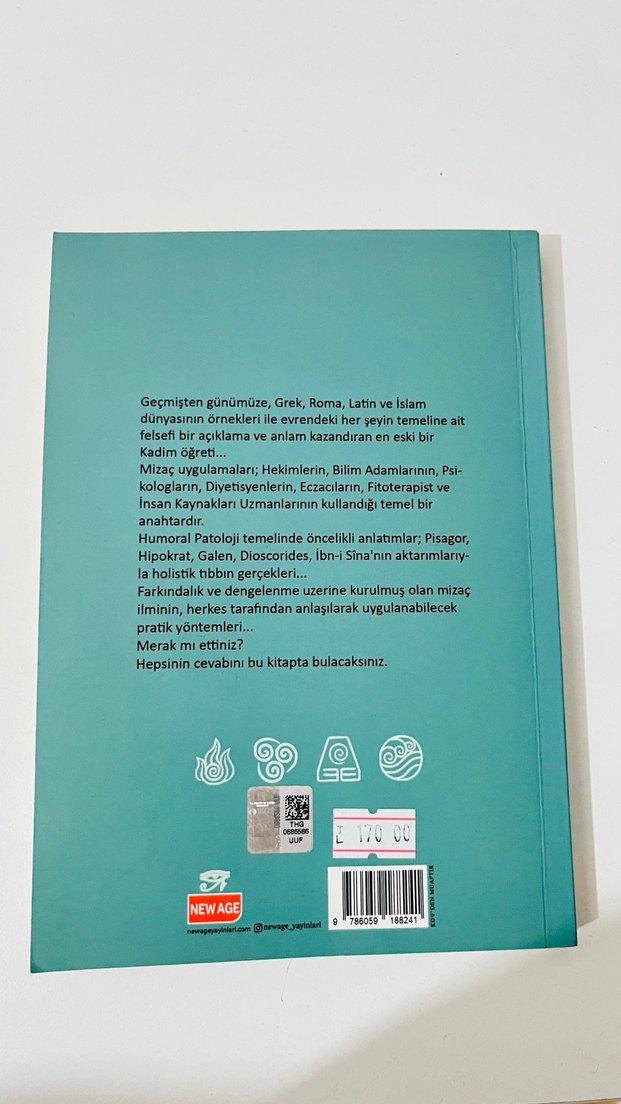 Geçmişten günümüze, Grek, Roma, Latin ve İslam
dünyasının örnekleri ile evrendeki her şeyin temeline ait
felsefi bir açıklama ve anlam kazandıran en eski bir
Kadim öğreti...
Mizaç uygulamaları; Hekimlerin, Bilim Adamlarının, Psi-
kologların, Diyetisyenlerin, Eczacıların, Fitoterapist ve
İnsan Kaynakları Uzmanlarının kullandığı temel bir
anahtardır.
Humoral Patoloji temelinde öncelikli anlatımlar; Pisagor,
Hipokrat, Galen, Dioscorides, İbn-i Sîna'nın aktarımlarıy-
la holistik tıbbın gerçekleri...
Farkındalık ve dengelenme uzerine kurulmuş olan mizaç
ilminin, herkes tarafından anlaşılarak uygulanabilecek
pratik yöntemleri...
Merak mı ettiniz?
Hepsinin cevabını bu kitapta bulacaksınız.
THG
0686586
UUF
₺ 170 00
NEW AGE
newageyayinlari.com newage_yayinlari
9 786059 188241
KDV'DEN MUAFTIR